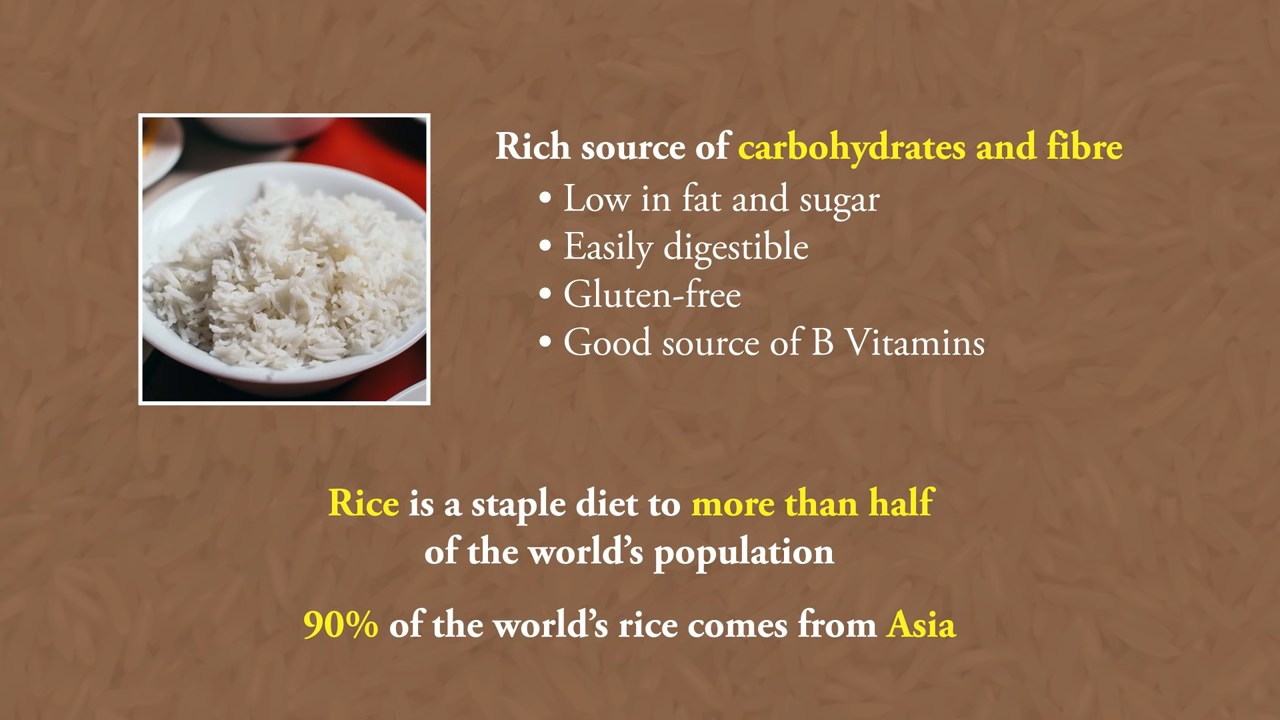 Rich source of carbohydrates and fibre
• Low in fat and sugar
• Easily digestible
• Gluten-free
• Good source of B Vitamins
Rice is a staple diet to more than half
of the world’s population
90% of the world’s rice comes from Asia